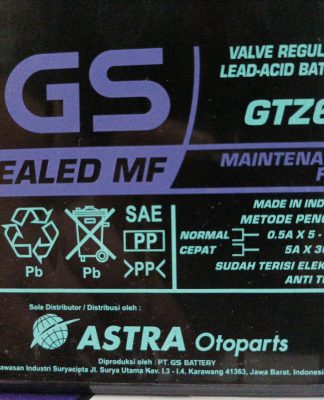 VALVE REGUL
LEAD-ACID BAT
GS
GTZ6
EALED MF
MAINTENA
F
MADE IN INDO
METODE PENG
NORMAL 0.5A X 5 -
CEPAT 5A X 30
SUDAH TERISI ELEK
ANTI T
SAE
PP
>PP<
Pb
Pb
Sole Distributor / Distribusi oleh :
ASTRA Otoparts
Diproduksi oleh : PT. GS BATTERY
awasan Industri Suryacipta Jl. Surya Utama Kav. I.3 - I.4, Karawang 41363, Jawa Barat. Indonesi